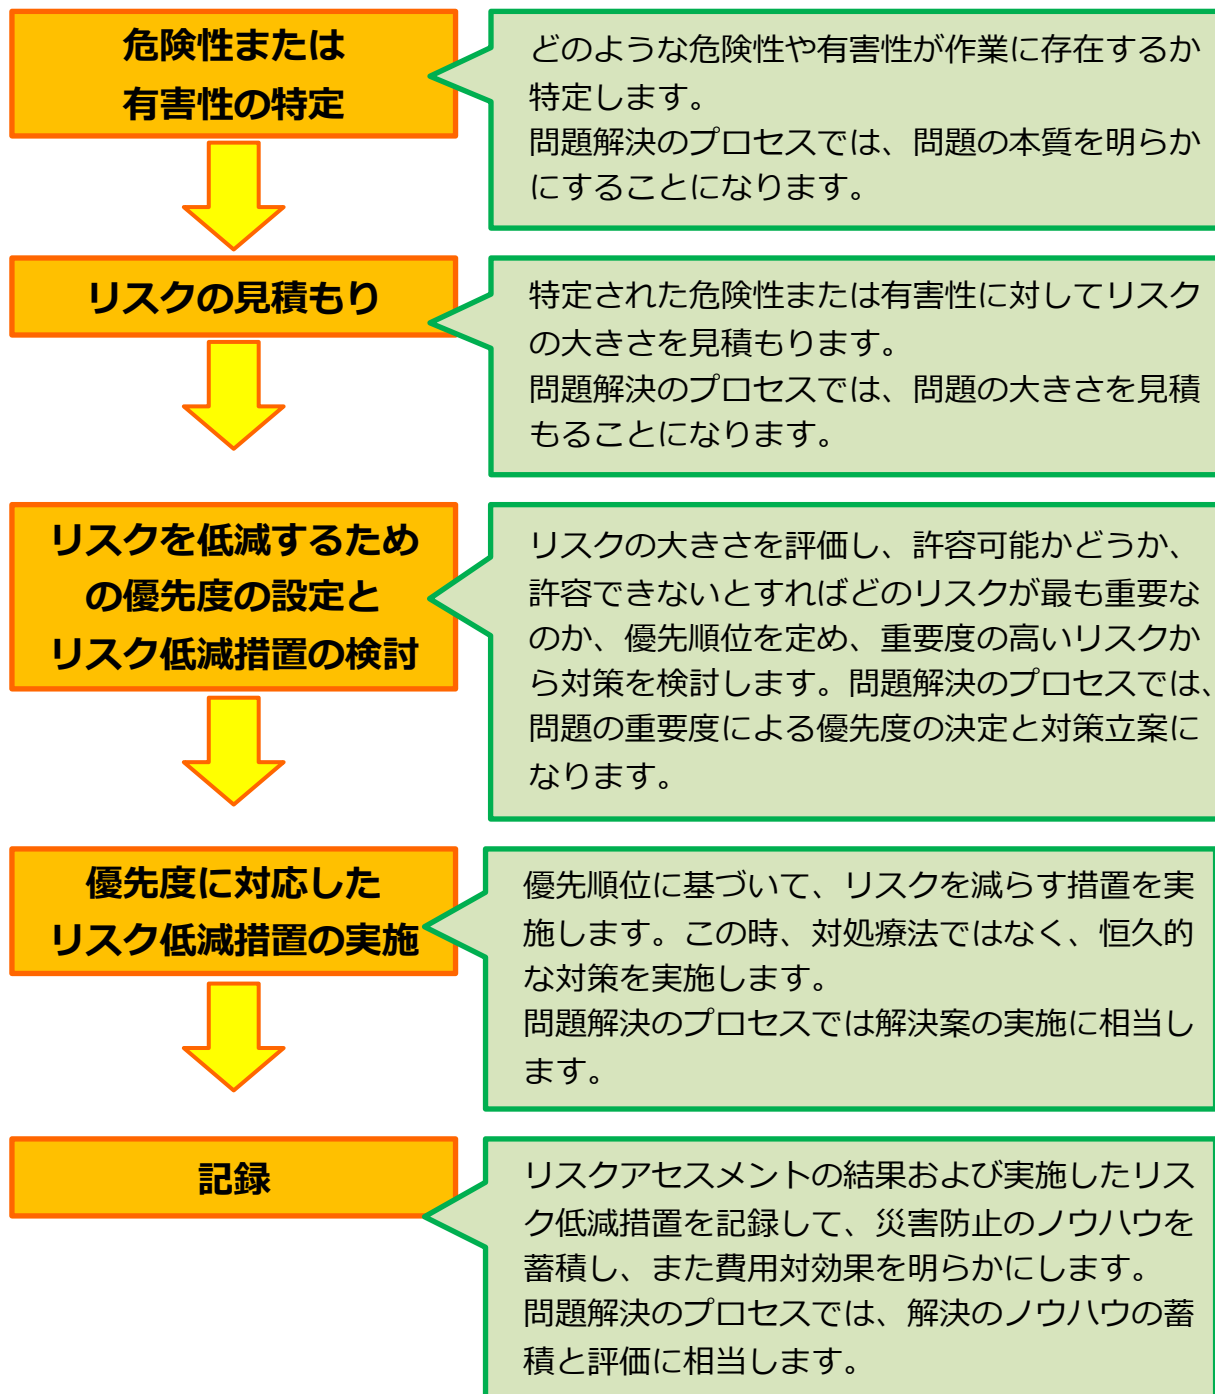 危険性または
有害性の特定
どのような危険性や有害性が作業に存在するか
特定します。
問題解決のプロセスでは、問題の本質を明らか
にすることになります。
リスクの見積もり
特定された危険性または有害性に対してリスク
の大きさを見積もります。
問題解決のプロセスでは、問題の大きさを見積
もることになります。
リスクを低減するため
の優先度の設定と
リスク低減措置の検討
リスクの大きさを評価し、許容可能かどうか、
許容できないとすればどのリスクが最も重要な
のか、優先順位を定め、重要度の高いリスクか
ら対策を検討します。問題解決のプロセスでは、
問題の重要度による優先度の決定と対策立案に
なります。
優先度に対応した
リスク低減措置の実施
優先順位に基づいて、リスクを減らす措置を実
施します。この時、対処療法ではなく、恒久的
な対策を実施します。
問題解決のプロセスでは解決案の実施に相当し
ます。
記録
リスクアセスメントの結果および実施したリス
ク低減措置を記録して、災害防止のノウハウを
蓄積し、また費用対効果を明らかにします。
問題解決のプロセスでは、解決のノウハウの蓄
積と評価に相当します。